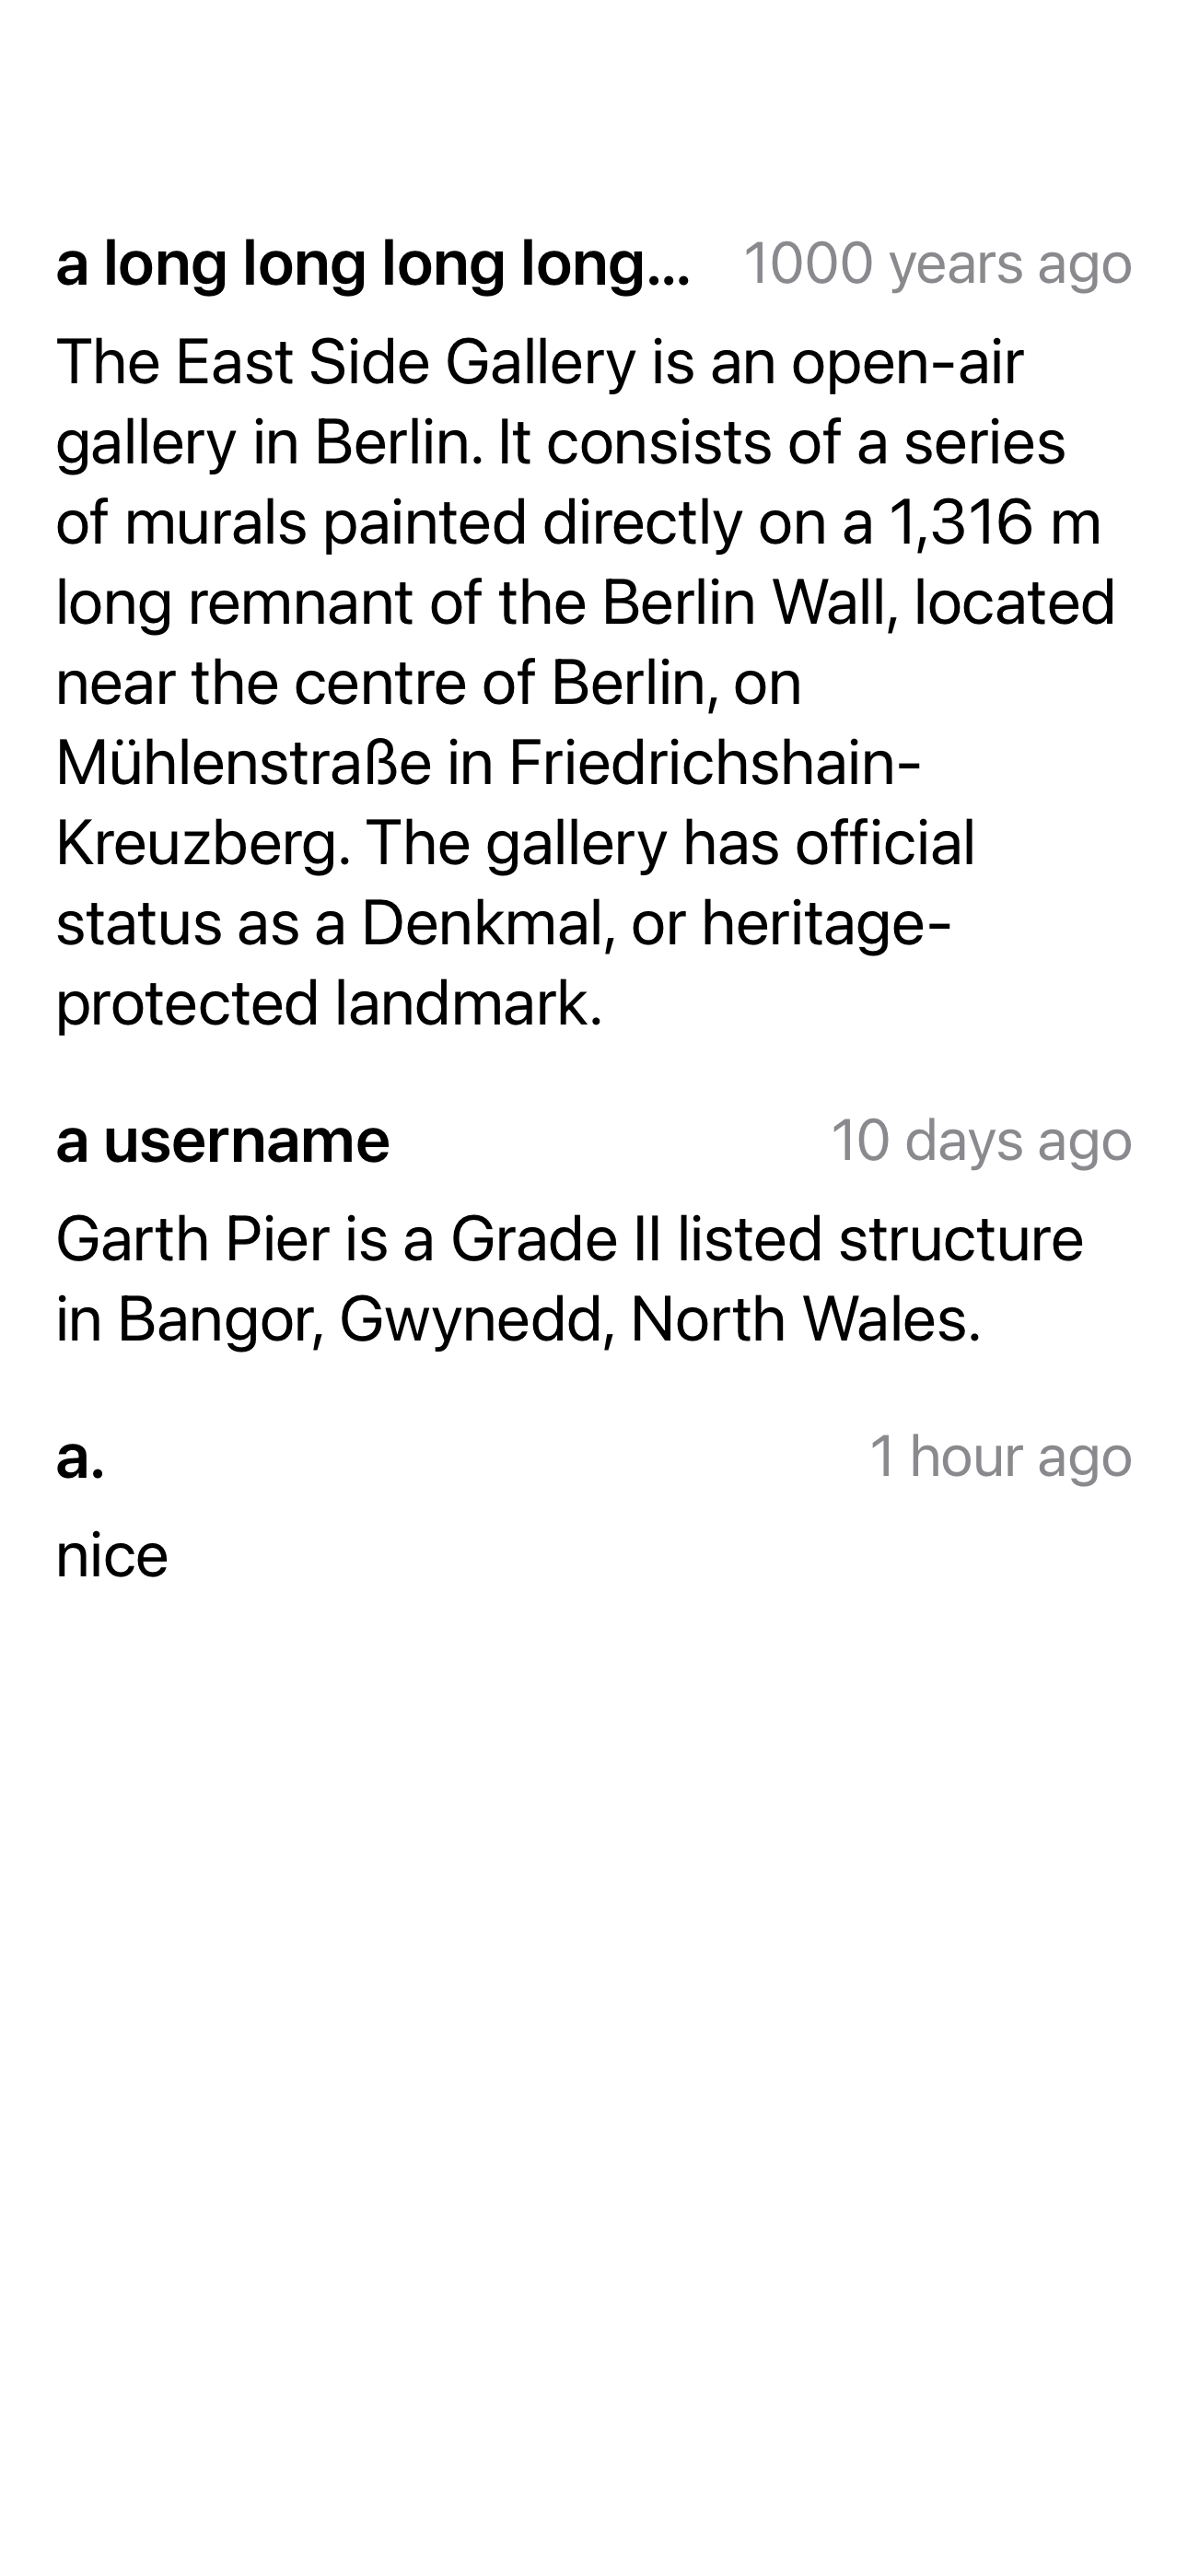 a long long long long... 1000 years ago
The East Side Gallery is an open-air
gallery in Berlin. It consists of a series
of murals painted directly on a 1,316 m
long remnant of the Berlin Wall, located
near the centre of Berlin, on
Mühlenstraße in Friedrichshain-
Kreuzberg. The gallery has official
status as a Denkmal, or heritage-
protected landmark.
a username 10 days ago
Garth Pier is a Grade II listed structure
in Bangor, Gwynedd, North Wales.
a. 1 hour ago
nice